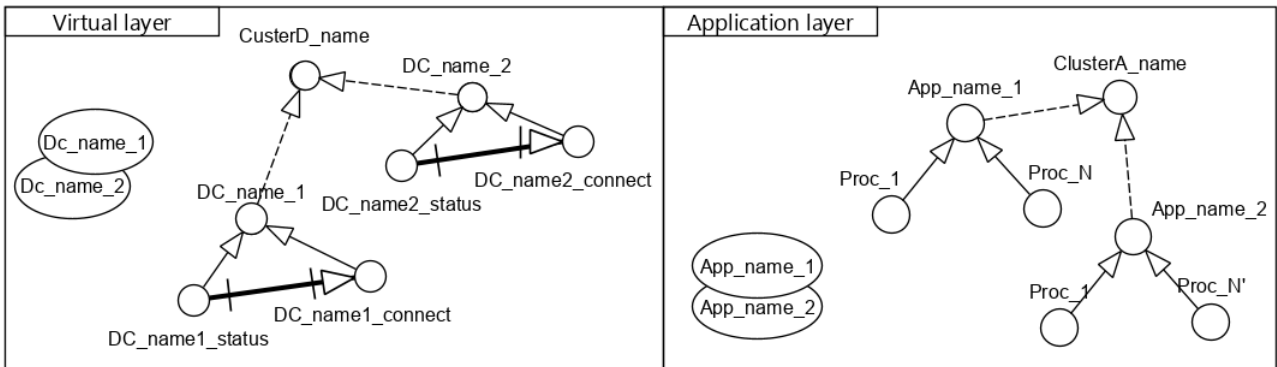 Virtual layer
CusterD_name
DC_name_2
Dc_name_1
Dc_name_2
DC_name_1
DC_name2_connect
DC_name2_status
DC_name1_connect
DC_name1_status
Application layer
ClusterA_name
App_name_1
Proc_1
Proc_N
App_name_2
App_name_1
App_name_2
Proc_1
Proc_N'